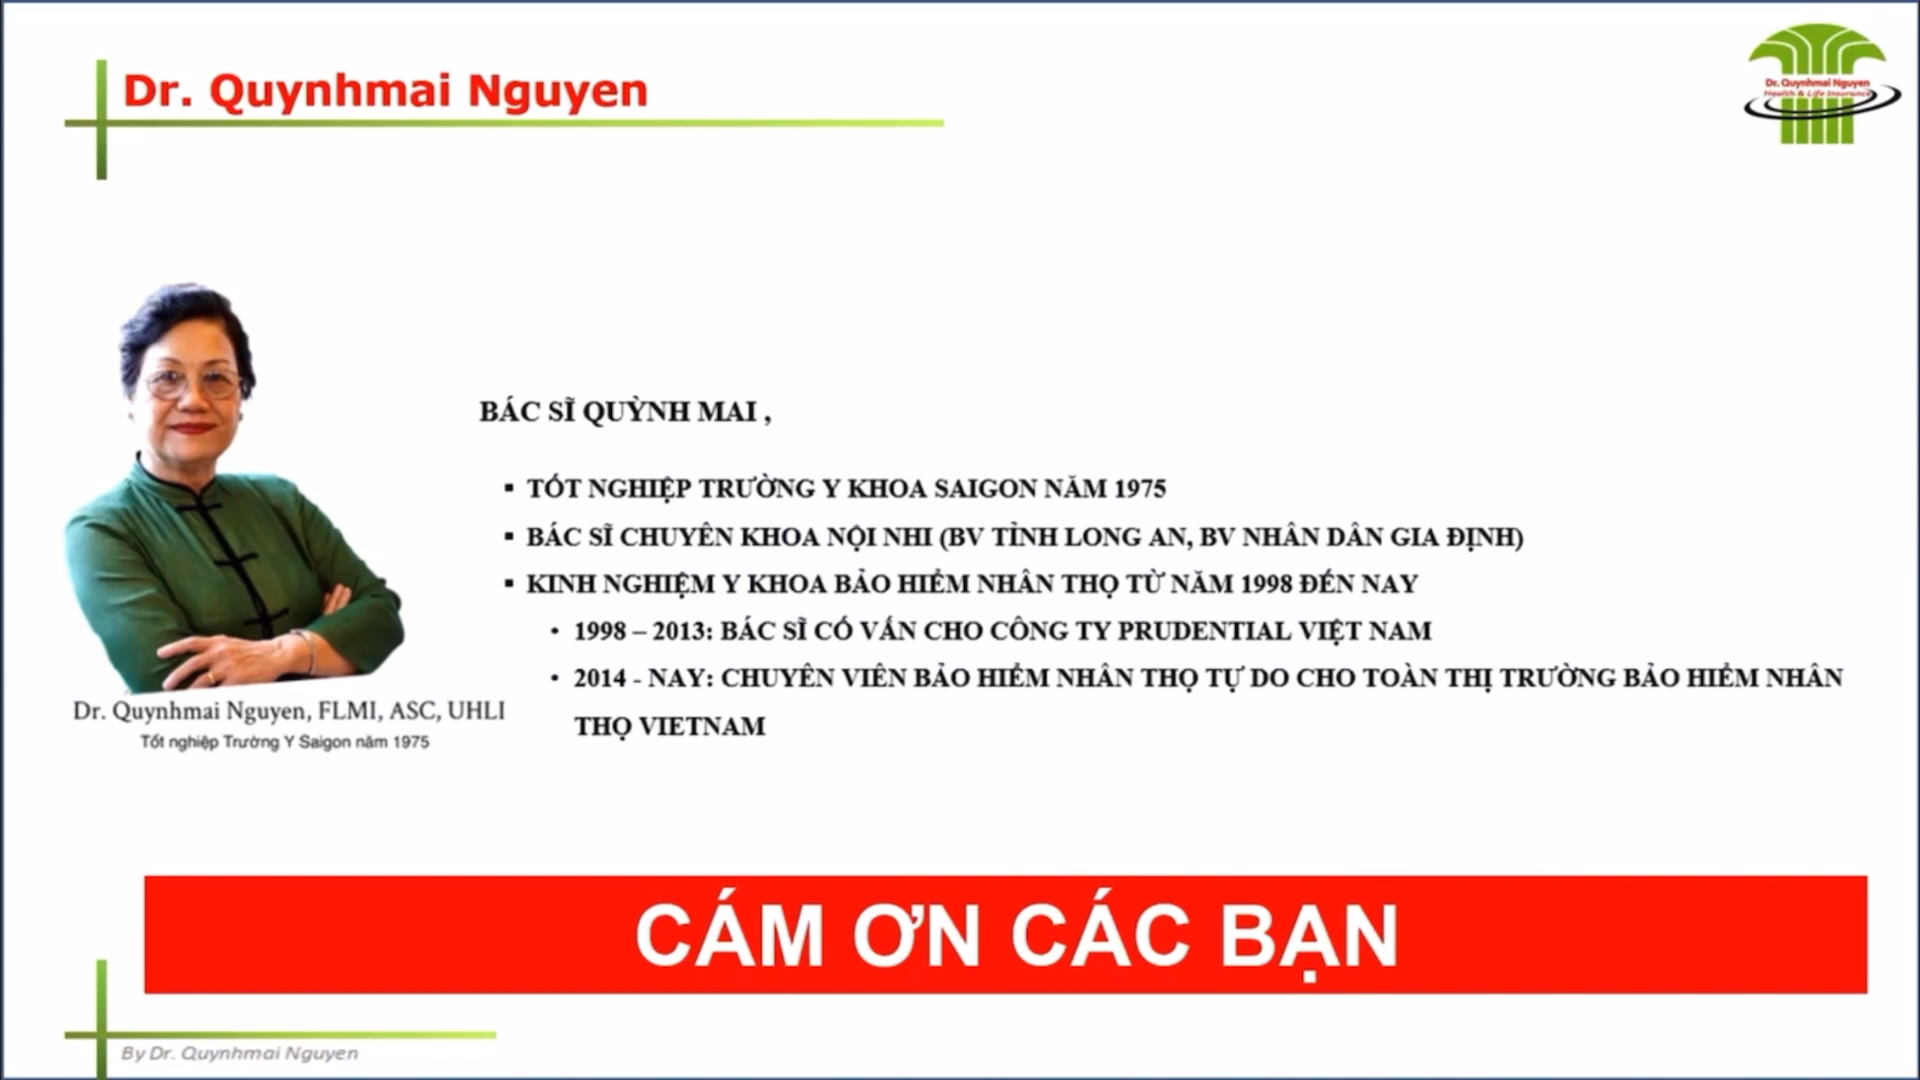 Dr. Quynhmai Nguyen
Dr. Quynhmai Nguyen
Health & Life Insurance
BÁC SĨ QUỲNH MAI ,
▪ TỐT NGHIỆP TRƯỜNG Y KHOA SAIGON NĂM 1975
▪ BÁC SĨ CHUYÊN KHOA NỘI NHI (BV TỈNH LONG AN, BV NHÂN DÂN GIA ĐỊNH)
▪ KINH NGHIỆM Y KHOA BẢO HIỂM NHÂN THỌ TỪ NĂM 1998 ĐẾN NAY
• 1998 – 2013: BÁC SĨ CỐ VẤN CHO CÔNG TY PRUDENTIAL VIỆT NAM
• 2014 - NAY: CHUYÊN VIÊN BẢO HIỂM NHÂN THỌ TỰ DO CHO TOÀN THỊ TRƯỜNG BẢO HIỂM NHÂN
THỌ VIETNAM
Dr. Quynhmai Nguyen, FLMI, ASC, UHLI
Tốt nghiệp Trường Y Saigon năm 1975
CÁM ƠN CÁC BẠN
By Dr. Quynhmai Nguyen